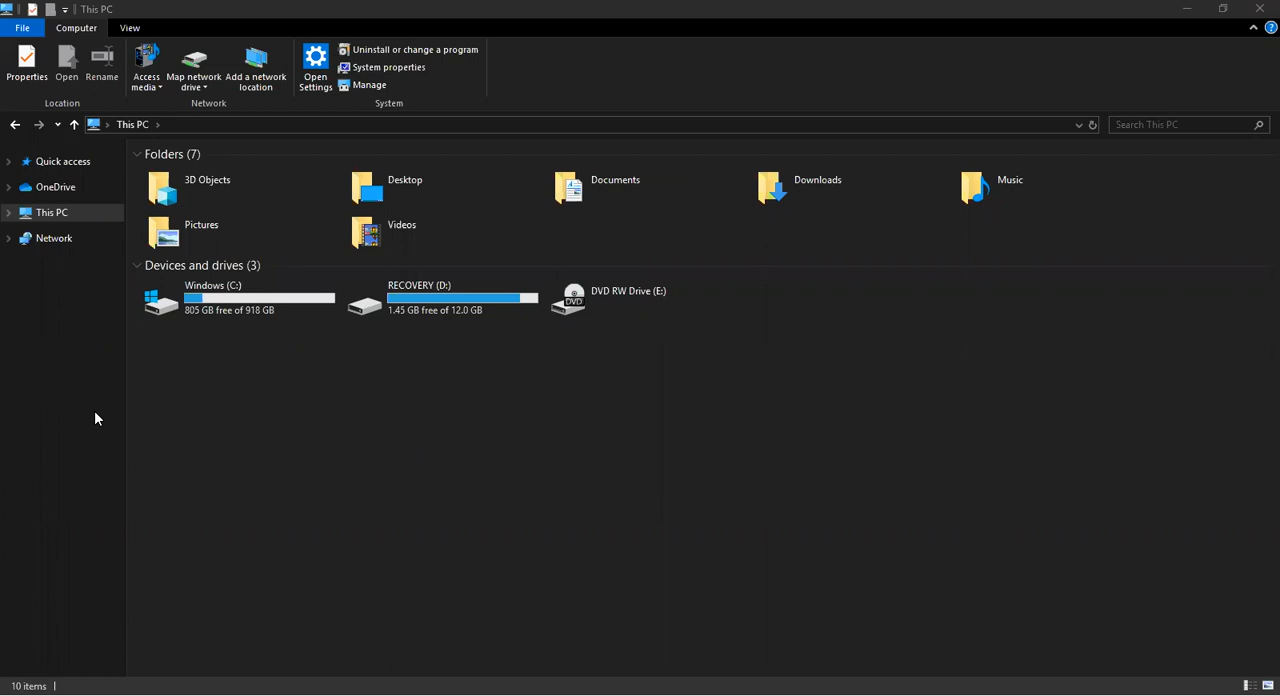 This PC
File Computer View
Properties Open Rename Access media Map network drive Add a network location Open Settings Uninstall or change a program
System properties
Manage
Location Network System
This PC Search This PC
Quick access
OneDrive
This PC
Network
Folders (7)
3D Objects Desktop Documents Downloads Music
Pictures Videos
Devices and drives (3)
Windows (C:) RECOVERY (D:) DVD RW Drive (E:)
DVD
805 GB free of 918 GB 1.45 GB free of 12.0 GB
10 items